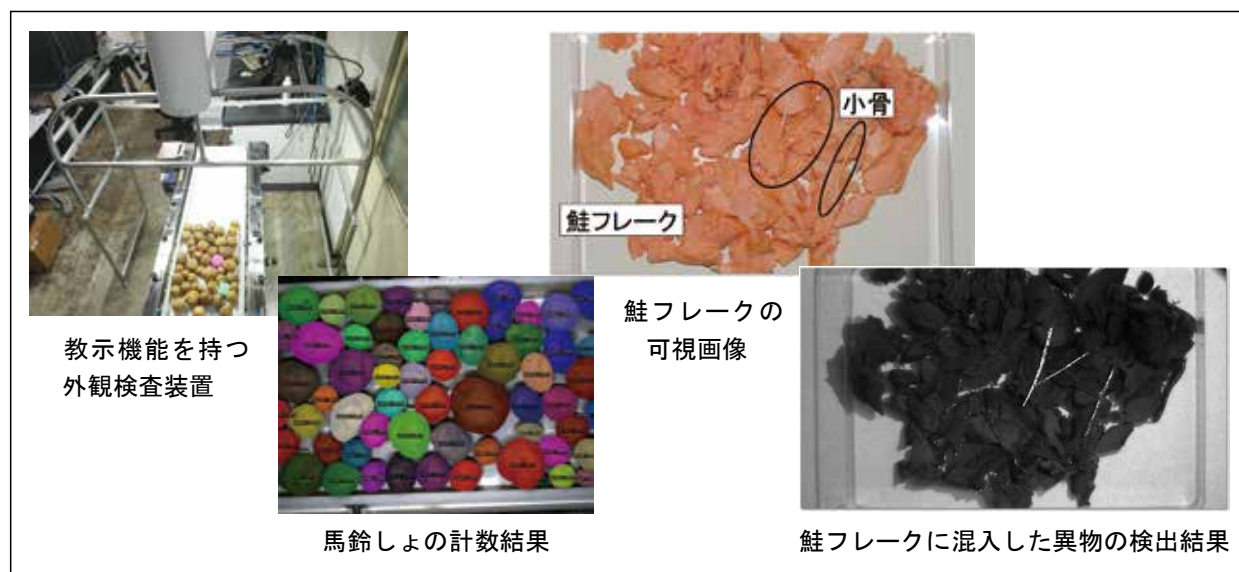 小骨
鮭フレーク
教示機能を持つ
外観検査装置
鮭フレークの
可視画像
馬鈴しょの計数結果
鮭フレークに混入した異物の検出結果